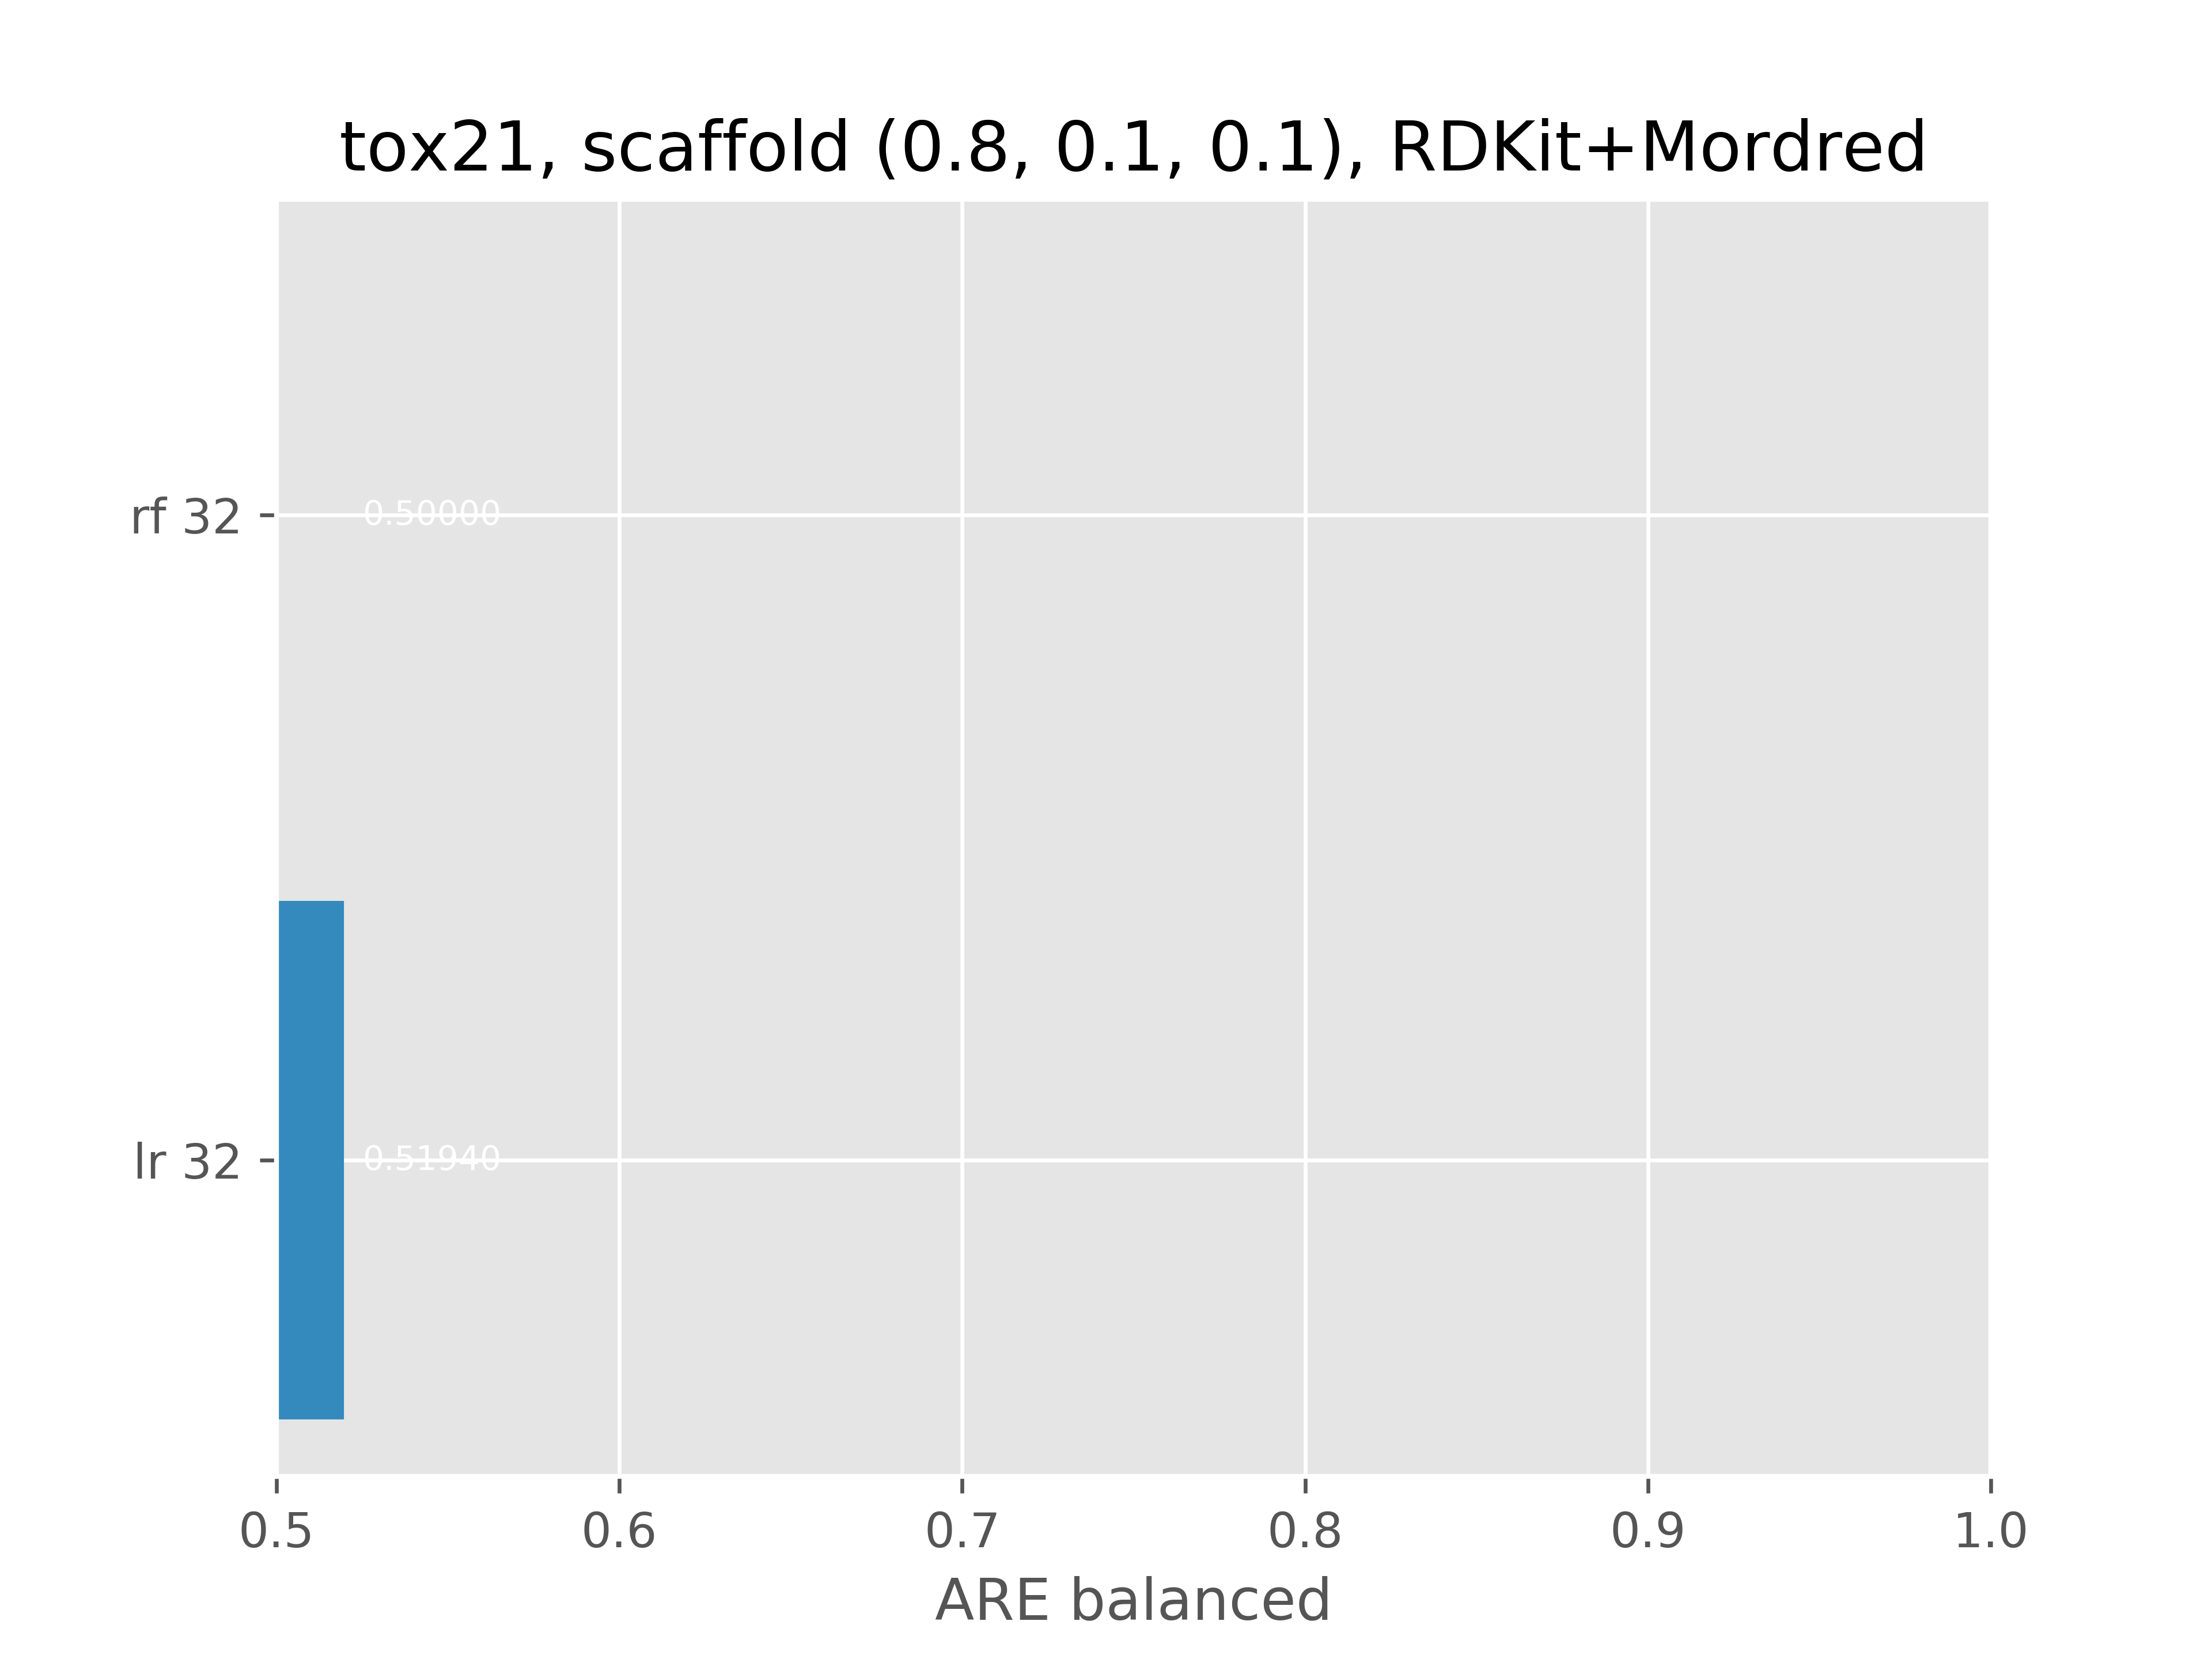 tox21, scaffold (0.8, 0.1, 0.1), RDKit+Mordred
rf 32
0.50000
lr 32
0.51940
0.5 0.6 0.7 0.8 0.9 1.0
ARE balanced